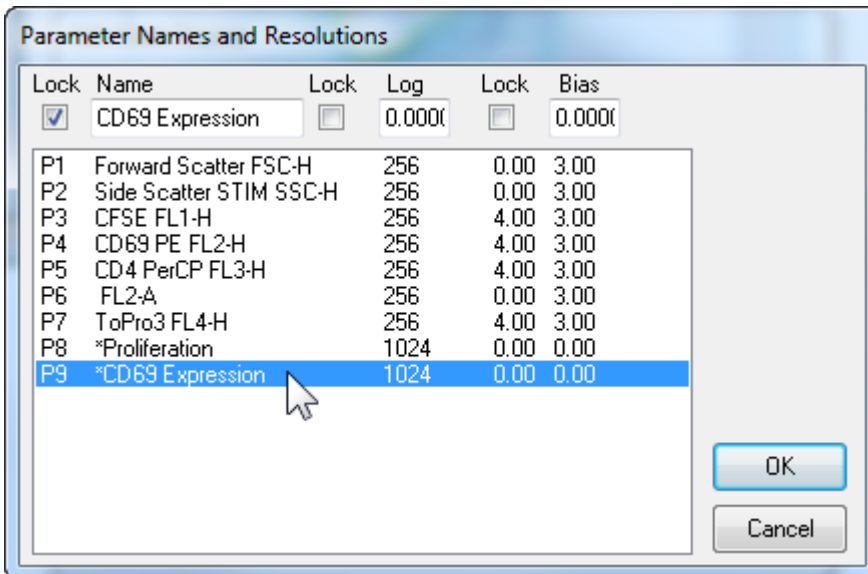 Parameter Names and Resolutions
Lock Name Lock Log Lock Bias
CD69 Expression 0.000( 0.000(
P1 Forward Scatter FSC-H 256 0.00 3.00
P2 Side Scatter STIM SSC-H 256 0.00 3.00
P3 CFSE FL1-H 256 4.00 3.00
P4 CD69 PE FL2-H 256 4.00 3.00
P5 CD4 PerCP FL3-H 256 4.00 3.00
P6 FL2-A 256 0.00 3.00
P7 ToPro3 FL4-H 256 4.00 3.00
P8 *Proliferation 1024 0.00 0.00
P9 *CD69 Expression 1024 0.00 0.00
OK
Cancel